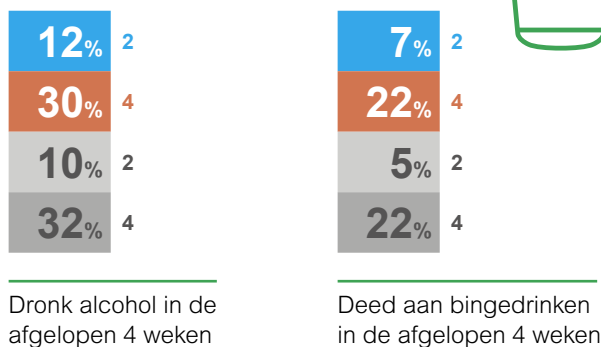 12% 2
30% 4
10% 2
32% 4
Dronk alcohol in de
afgelopen 4 weken
7% 2
22% 4
5% 2
22% 4
Deed aan bingedrinken
in de afgelopen 4 weken